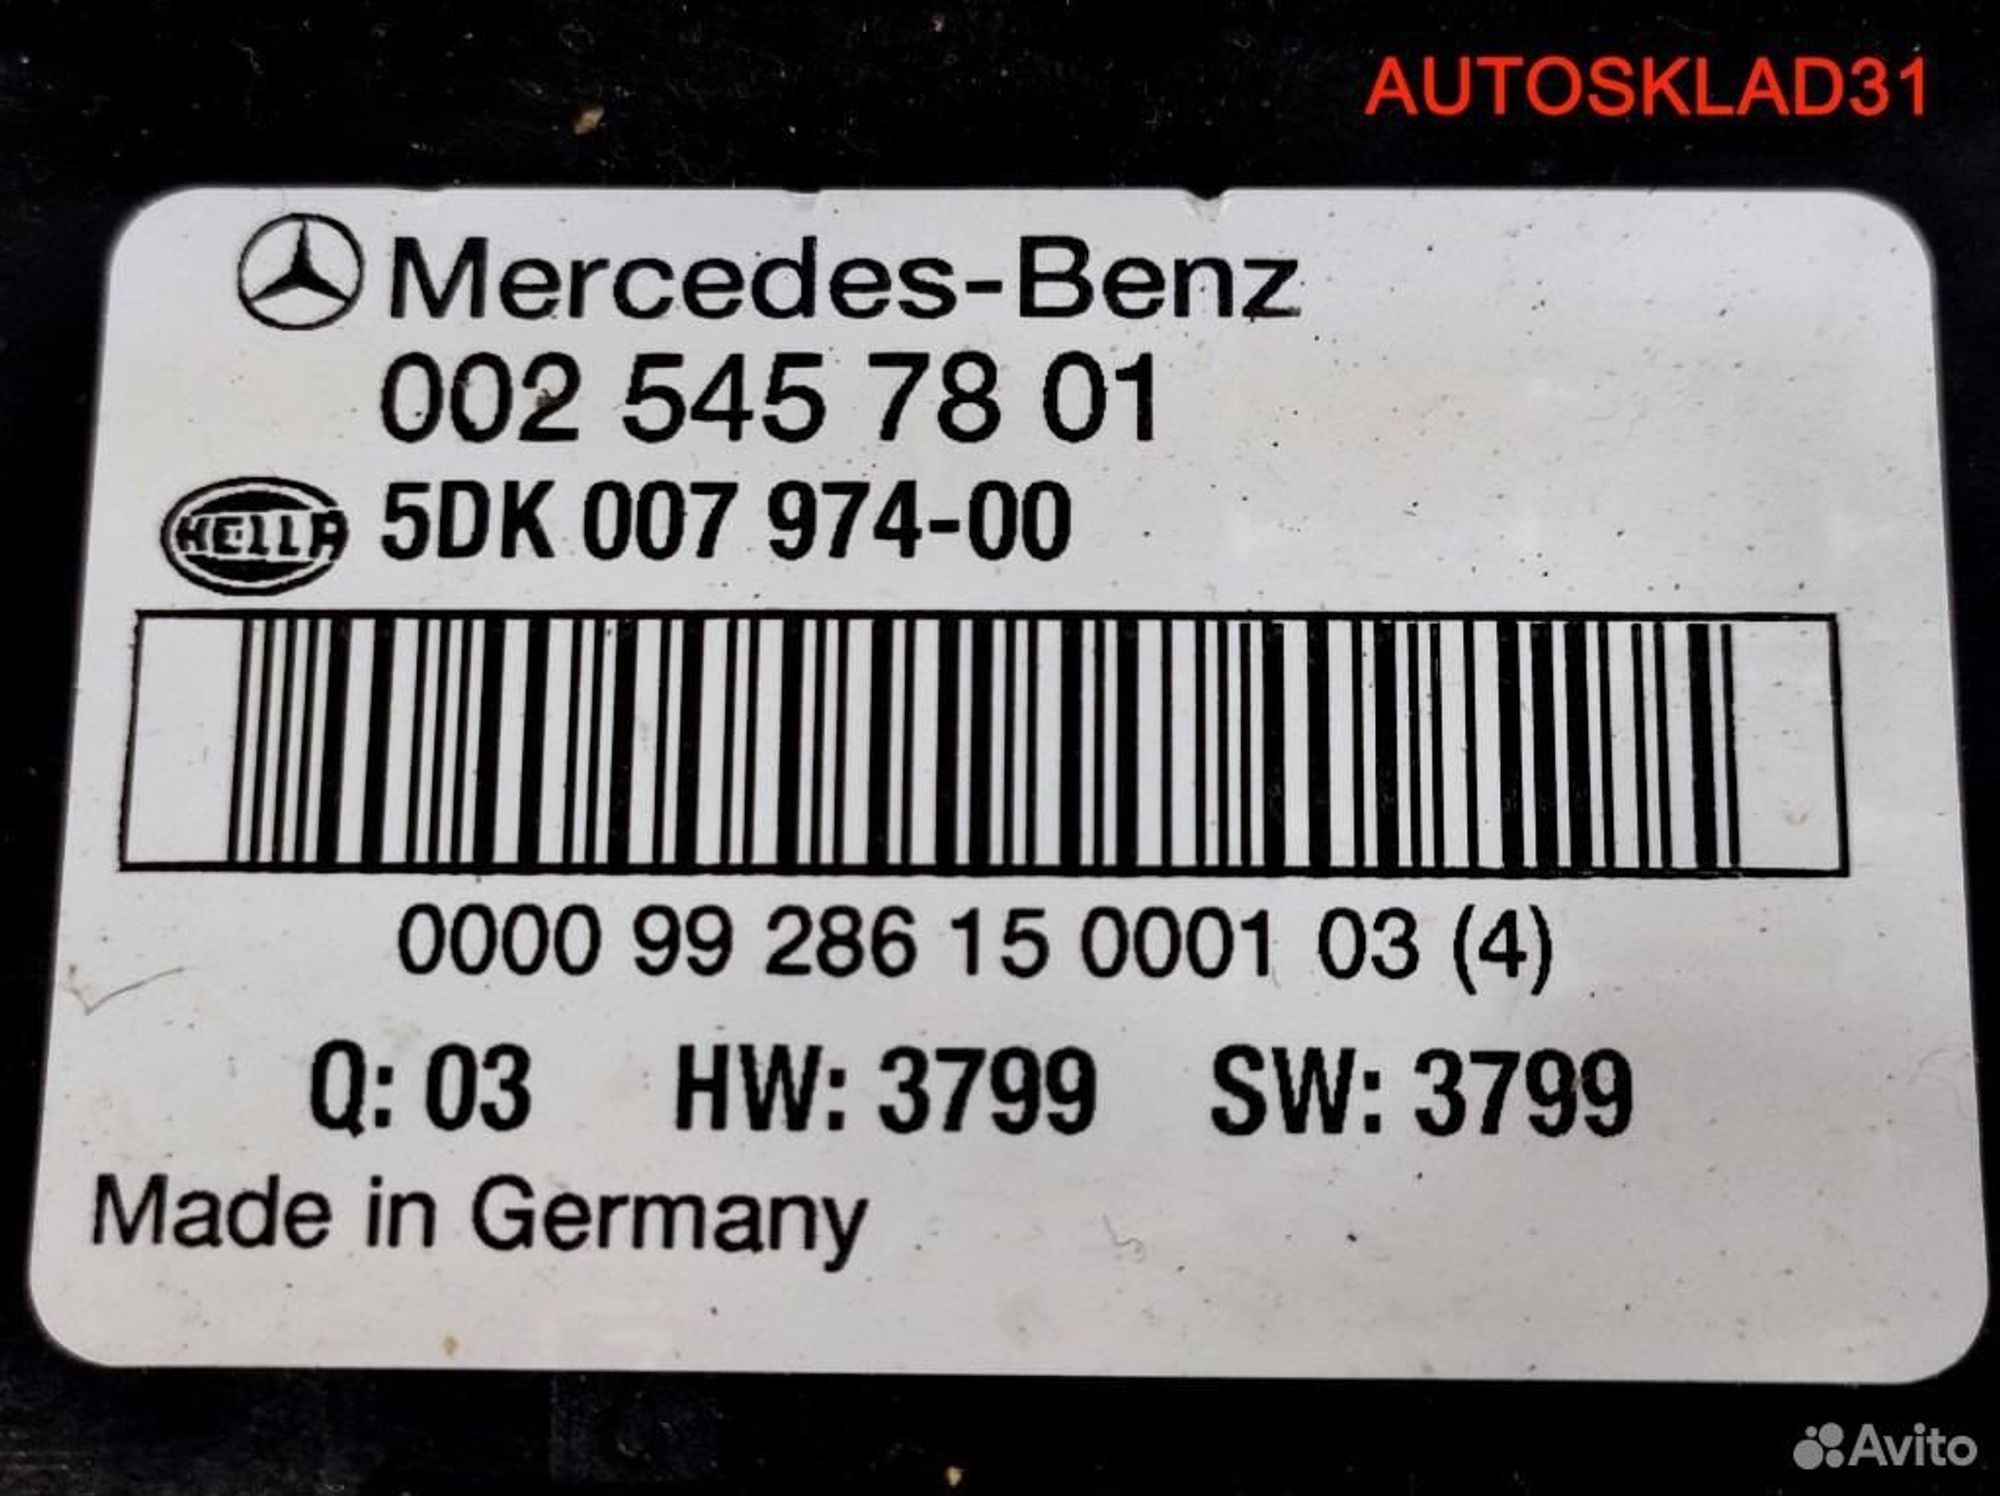 AUTOSKLAD31
Mercedes-Benz
002 545 78 01
HELLA 5DK 007 974-00
0000 99 286 15 0001 03 (4)
Q: 03 HW: 3799 SW: 3799
Made in Germany
Avito